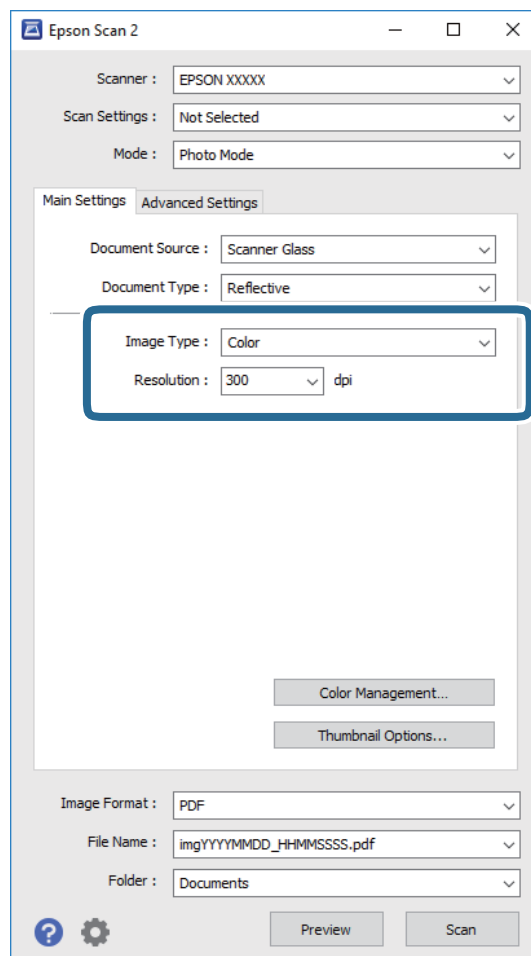 Epson Scan 2
Scanner : EPSON XXXXX
Scan Settings : Not Selected
Mode : Photo Mode
Main Settings Advanced Settings
Document Source : Scanner Glass
Document Type : Reflective
Image Type : Color
Resolution : 300 dpi
Color Management...
Thumbnail Options...
Image Format : PDF
File Name : imgYYYYMMDD_HHMMSSSS.pdf
Folder : Documents
? Preview Scan